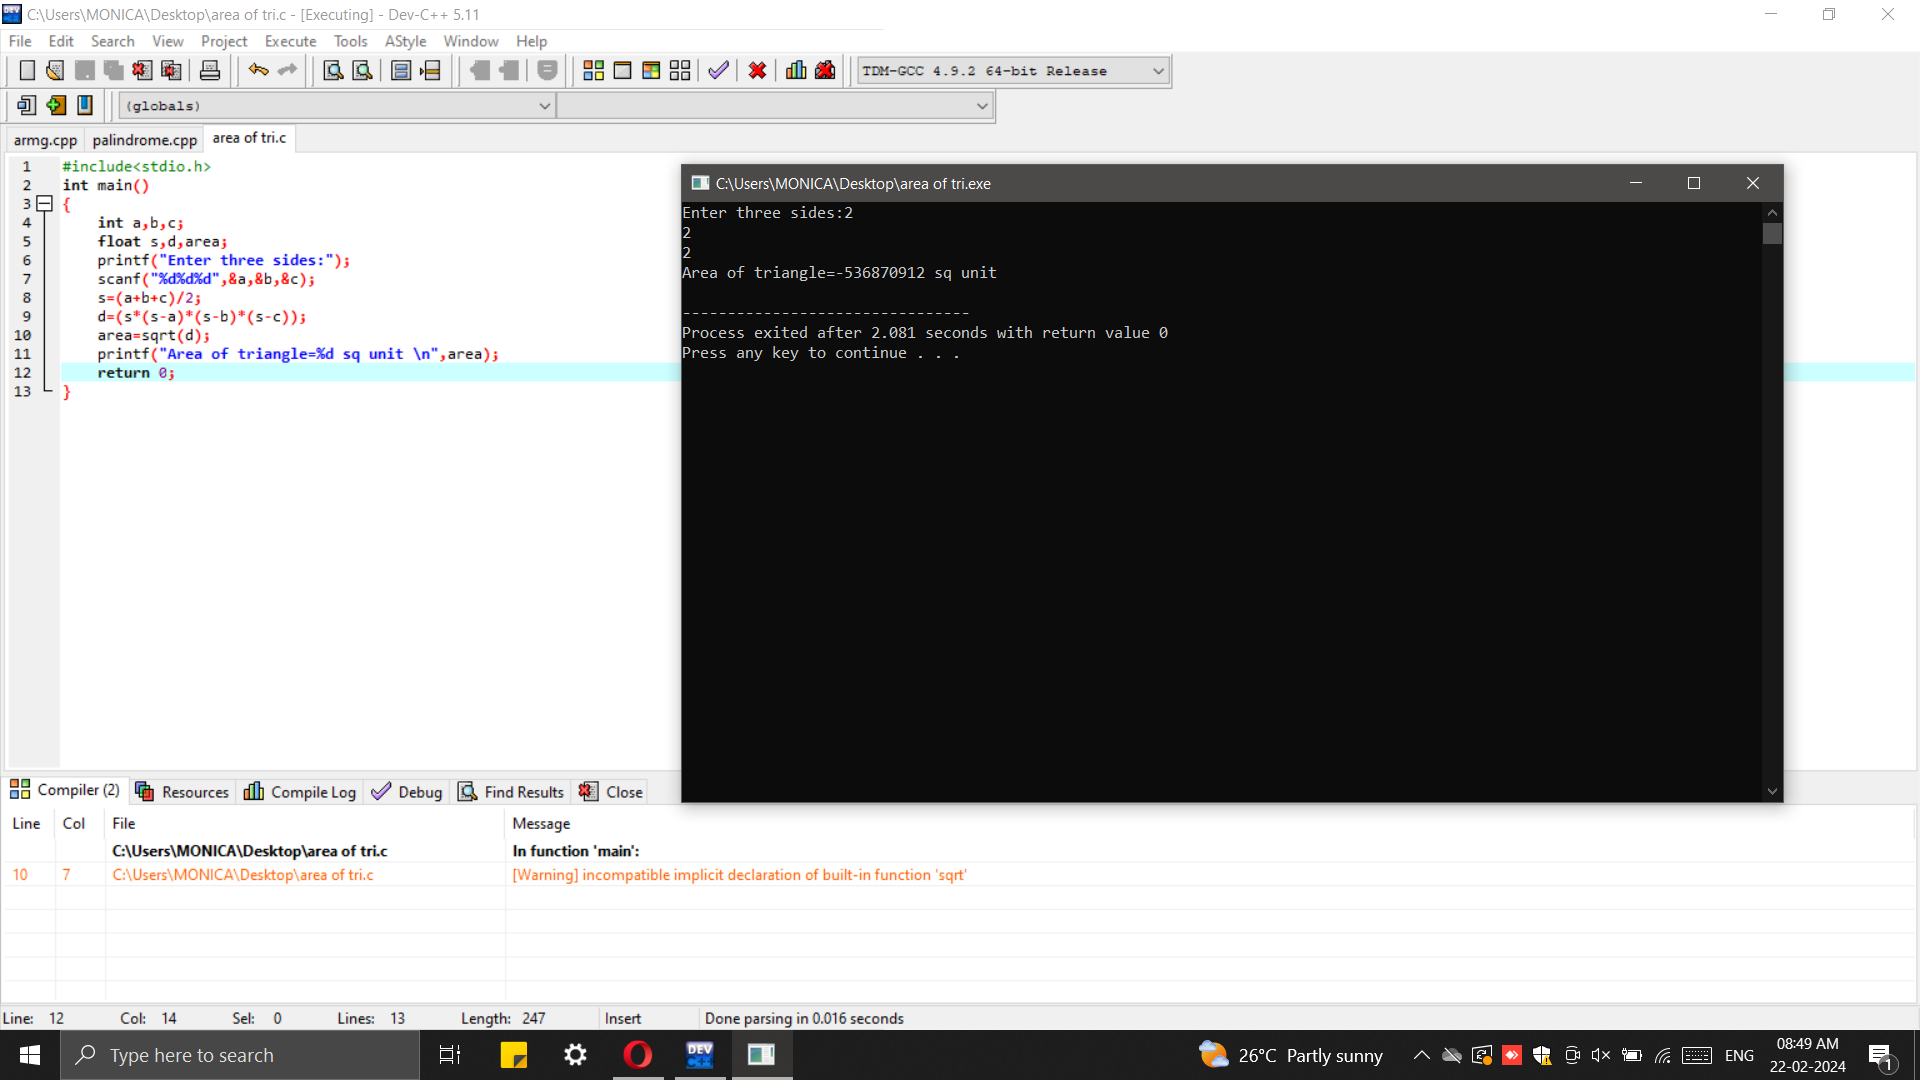 C:\Users\MONICA\Desktop\area of tri.c - [Executing] - Dev-C++ 5.11
File Edit Search View Project Execute Tools AStyle Window Help
TDM-GCC 4.9.2 64-bit Release
(globals)
armg.cpp palindrome.cpp area of tri.c
1 #include<stdio.h>
2 int main()
3 {
4 int a,b,c;
5 float s,d,area;
6 printf("Enter three sides:");
7 scanf("%d%d%d",&a,&b,&c);
8 s=(a+b+c)/2;
9 d=(s*(s-a)*(s-b)*(s-c));
10 area=sqrt(d);
11 printf("Area of triangle=%d sq unit \n",area);
12 return 0;
13 }
C:\Users\MONICA\Desktop\area of tri.exe
Enter three sides:2
2
2
Area of triangle=-536870912 sq unit
--------------------------------
Process exited after 2.081 seconds with return value 0
Press any key to continue . . .
Compiler (2) Resources Compile Log Debug Find Results Close
Line Col File Message
C:\Users\MONICA\Desktop\area of tri.c In function 'main':
10 7 C:\Users\MONICA\Desktop\area of tri.c [Warning] incompatible implicit declaration of built-in function 'sqrt'
Line: 12 Col: 14 Sel: 0 Lines: 13 Length: 247 Insert Done parsing in 0.016 seconds
Type here to search DEV C++ 26°C Partly sunny ENG 08:49 AM
22-02-2024 1